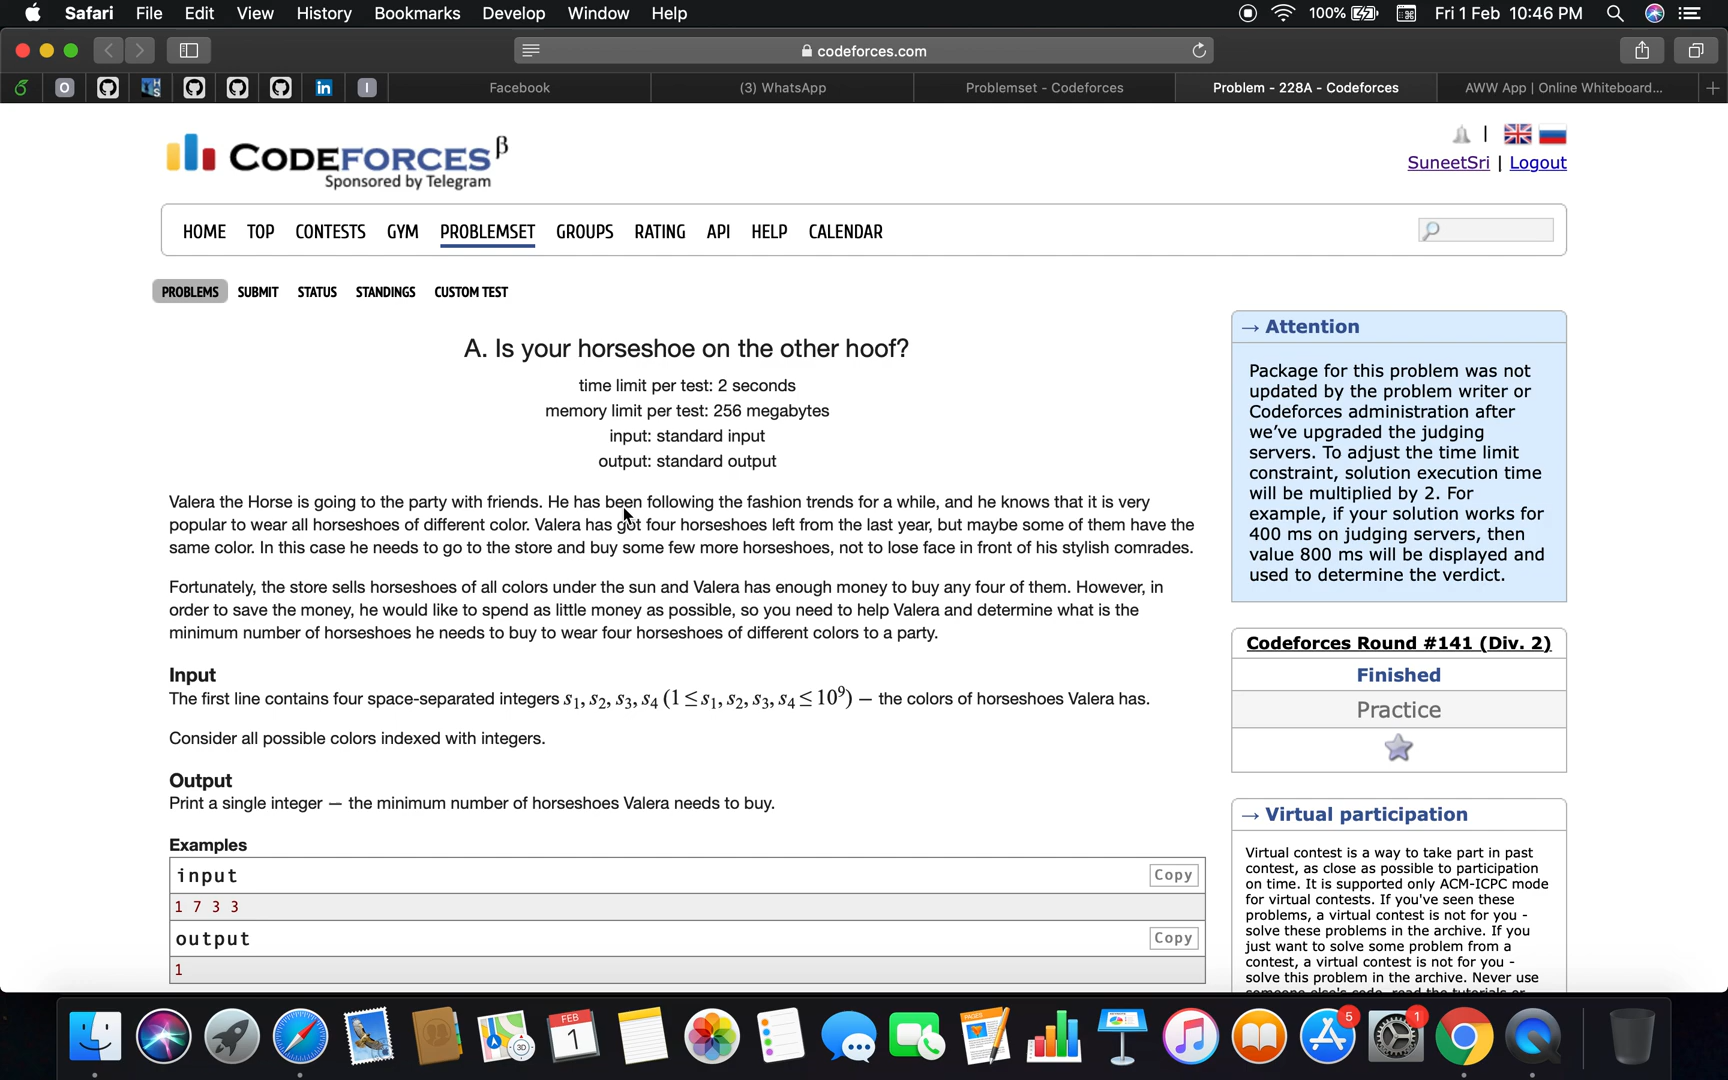 Safari File Edit View History Bookmarks Develop Window Help 100% Fri 1 Feb 10:46 PM
codeforces.com
O in I Facebook (3) WhatsApp Problemset - Codeforces Problem - 228A - Codeforces AWW App | Online Whiteboard...
CODEFORCES β
Sponsored by Telegram
SuneetSri | Logout
HOME TOP CONTESTS GYM PROBLEMSET GROUPS RATING API HELP CALENDAR
PROBLEMS SUBMIT STATUS STANDINGS CUSTOM TEST
A. Is your horseshoe on the other hoof?
time limit per test: 2 seconds
memory limit per test: 256 megabytes
input: standard input
output: standard output
Valera the Horse is going to the party with friends. He has been following the fashion trends for a while, and he knows that it is very
popular to wear all horseshoes of different color. Valera has got four horseshoes left from the last year, but maybe some of them have the
same color. In this case he needs to go to the store and buy some few more horseshoes, not to lose face in front of his stylish comrades.
Fortunately, the store sells horseshoes of all colors under the sun and Valera has enough money to buy any four of them. However, in
order to save the money, he would like to spend as little money as possible, so you need to help Valera and determine what is the
minimum number of horseshoes he needs to buy to wear four horseshoes of different colors to a party.
Input
The first line contains four space-separated integers s₁, s₂, s₃, s₄ (1 ≤ s₁, s₂, s₃, s₄ ≤ 10⁹) — the colors of horseshoes Valera has.
Consider all possible colors indexed with integers.
Output
Print a single integer — the minimum number of horseshoes Valera needs to buy.
Examples
input Copy
1 7 3 3
output Copy
1
→ Attention
Package for this problem was not
updated by the problem writer or
Codeforces administration after
we've upgraded the judging
servers. To adjust the time limit
constraint, solution execution time
will be multiplied by 2. For
example, if your solution works for
400 ms on judging servers, then
value 800 ms will be displayed and
used to determine the verdict.
Codeforces Round #141 (Div. 2)
Finished
Practice
→ Virtual participation
Virtual contest is a way to take part in past
contest, as close as possible to participation
on time. It is supported only ACM-ICPC mode
for virtual contests. If you've seen these
problems, a virtual contest is not for you -
solve these problems in the archive. If you
just want to solve some problem from a
contest, a virtual contest is not for you -
solve this problem in the archive. Never use
someone else's code, read the tutorials or
3D FEB 1 PAGES 5 1